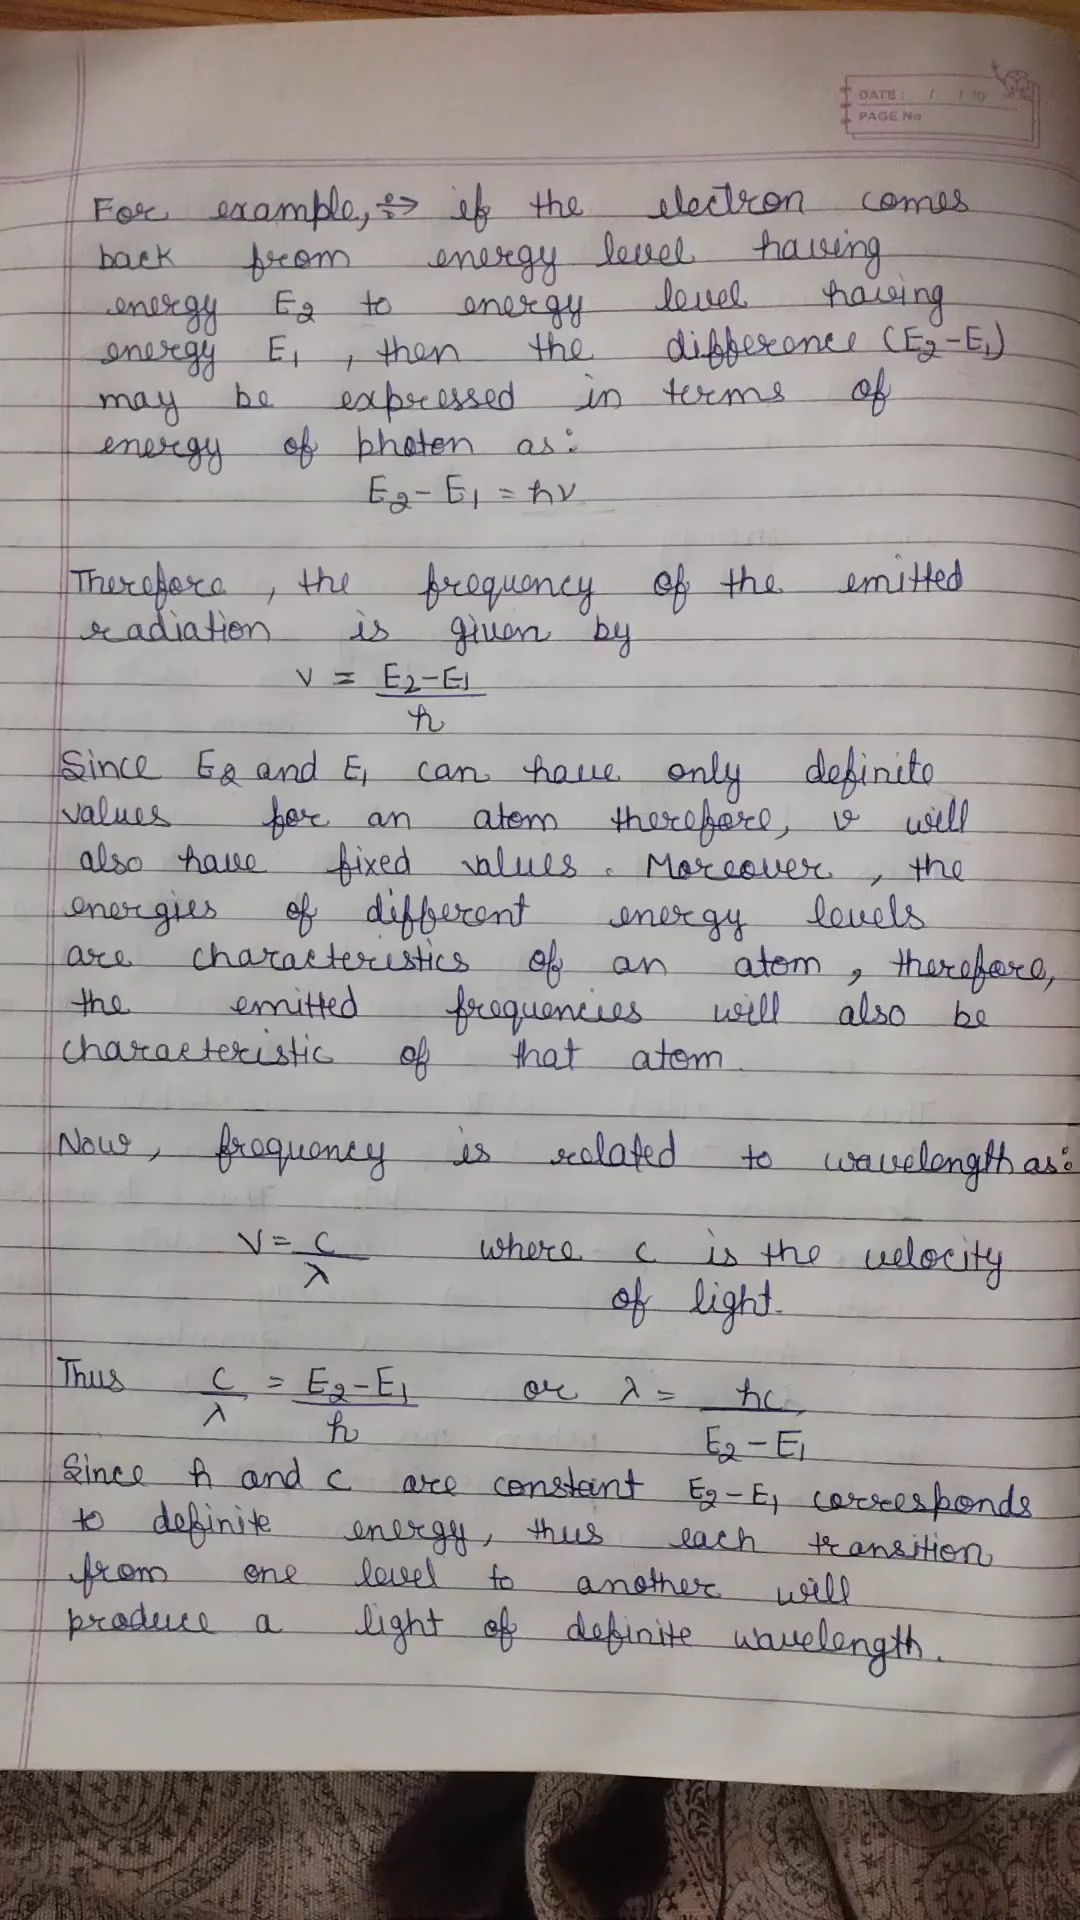 DATE: / / 20
PAGE No
For example, ÷> if the electron comes
back from energy level having
energy E₂ to energy level having
energy E₁, then the difference (E₂-E₁)
may be expressed in terms of
energy of photon as:
E₂-E₁=hν
Therefore, the frequency of the emitted
radiation is given by
ν = E₂-E₁
h
Since E₂ and E₁ can have only definite
values for an atom therefore, ν will
also have fixed values. Moreover, the
energies of different energy levels
are characteristics of an atom, therefore,
the emitted frequencies will also be
characteristic of that atom.
Now, frequency is related to wavelength as:
ν= c where c is the velocity
λ of light.
Thus c = E₂-E₁ or λ = hc
λ h E₂-E₁
Since h and c are constant E₂-E₁ corresponds
to definite energy, thus each transition
from one level to another will
produce a light of definite wavelength.